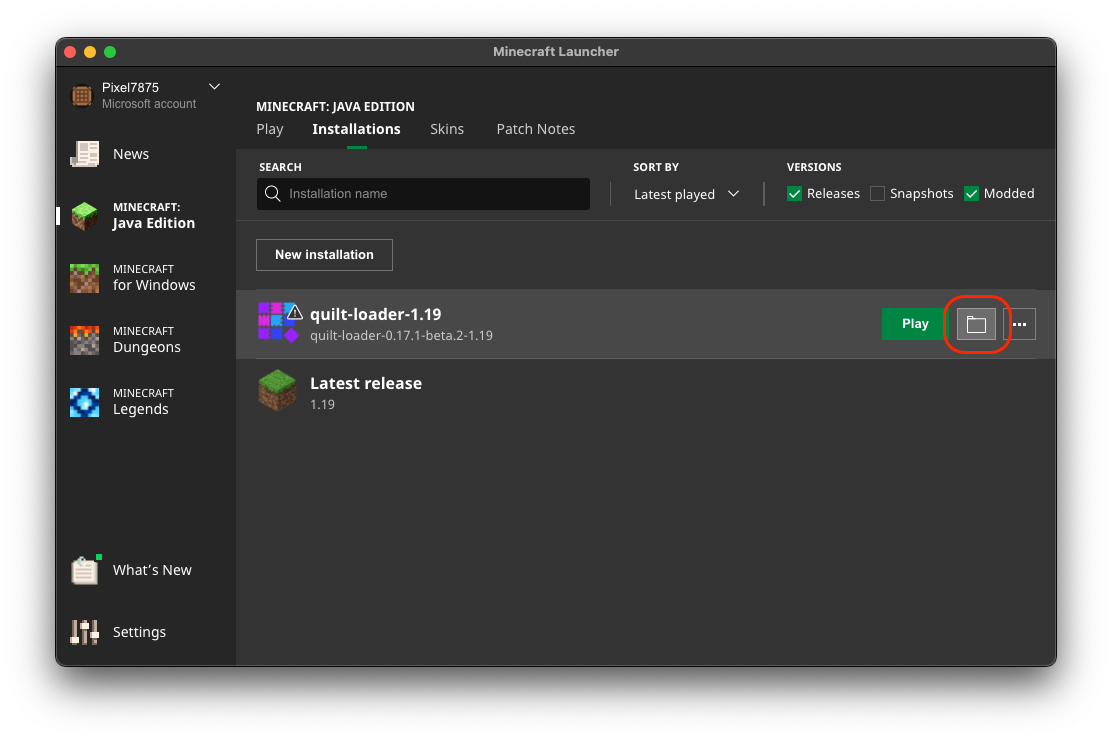 Minecraft Launcher
Pixel7875
Microsoft account
News
MINECRAFT:
Java Edition
MINECRAFT
for Windows
MINECRAFT
Dungeons
MINECRAFT
Legends
What's New
Settings
MINECRAFT: JAVA EDITION
Play Installations Skins Patch Notes
SEARCH SORT BY VERSIONS
Installation name Latest played Releases Snapshots Modded
New installation
quilt-loader-1.19
quilt-loader-0.17.1-beta.2-1.19
Play
Latest release
1.19